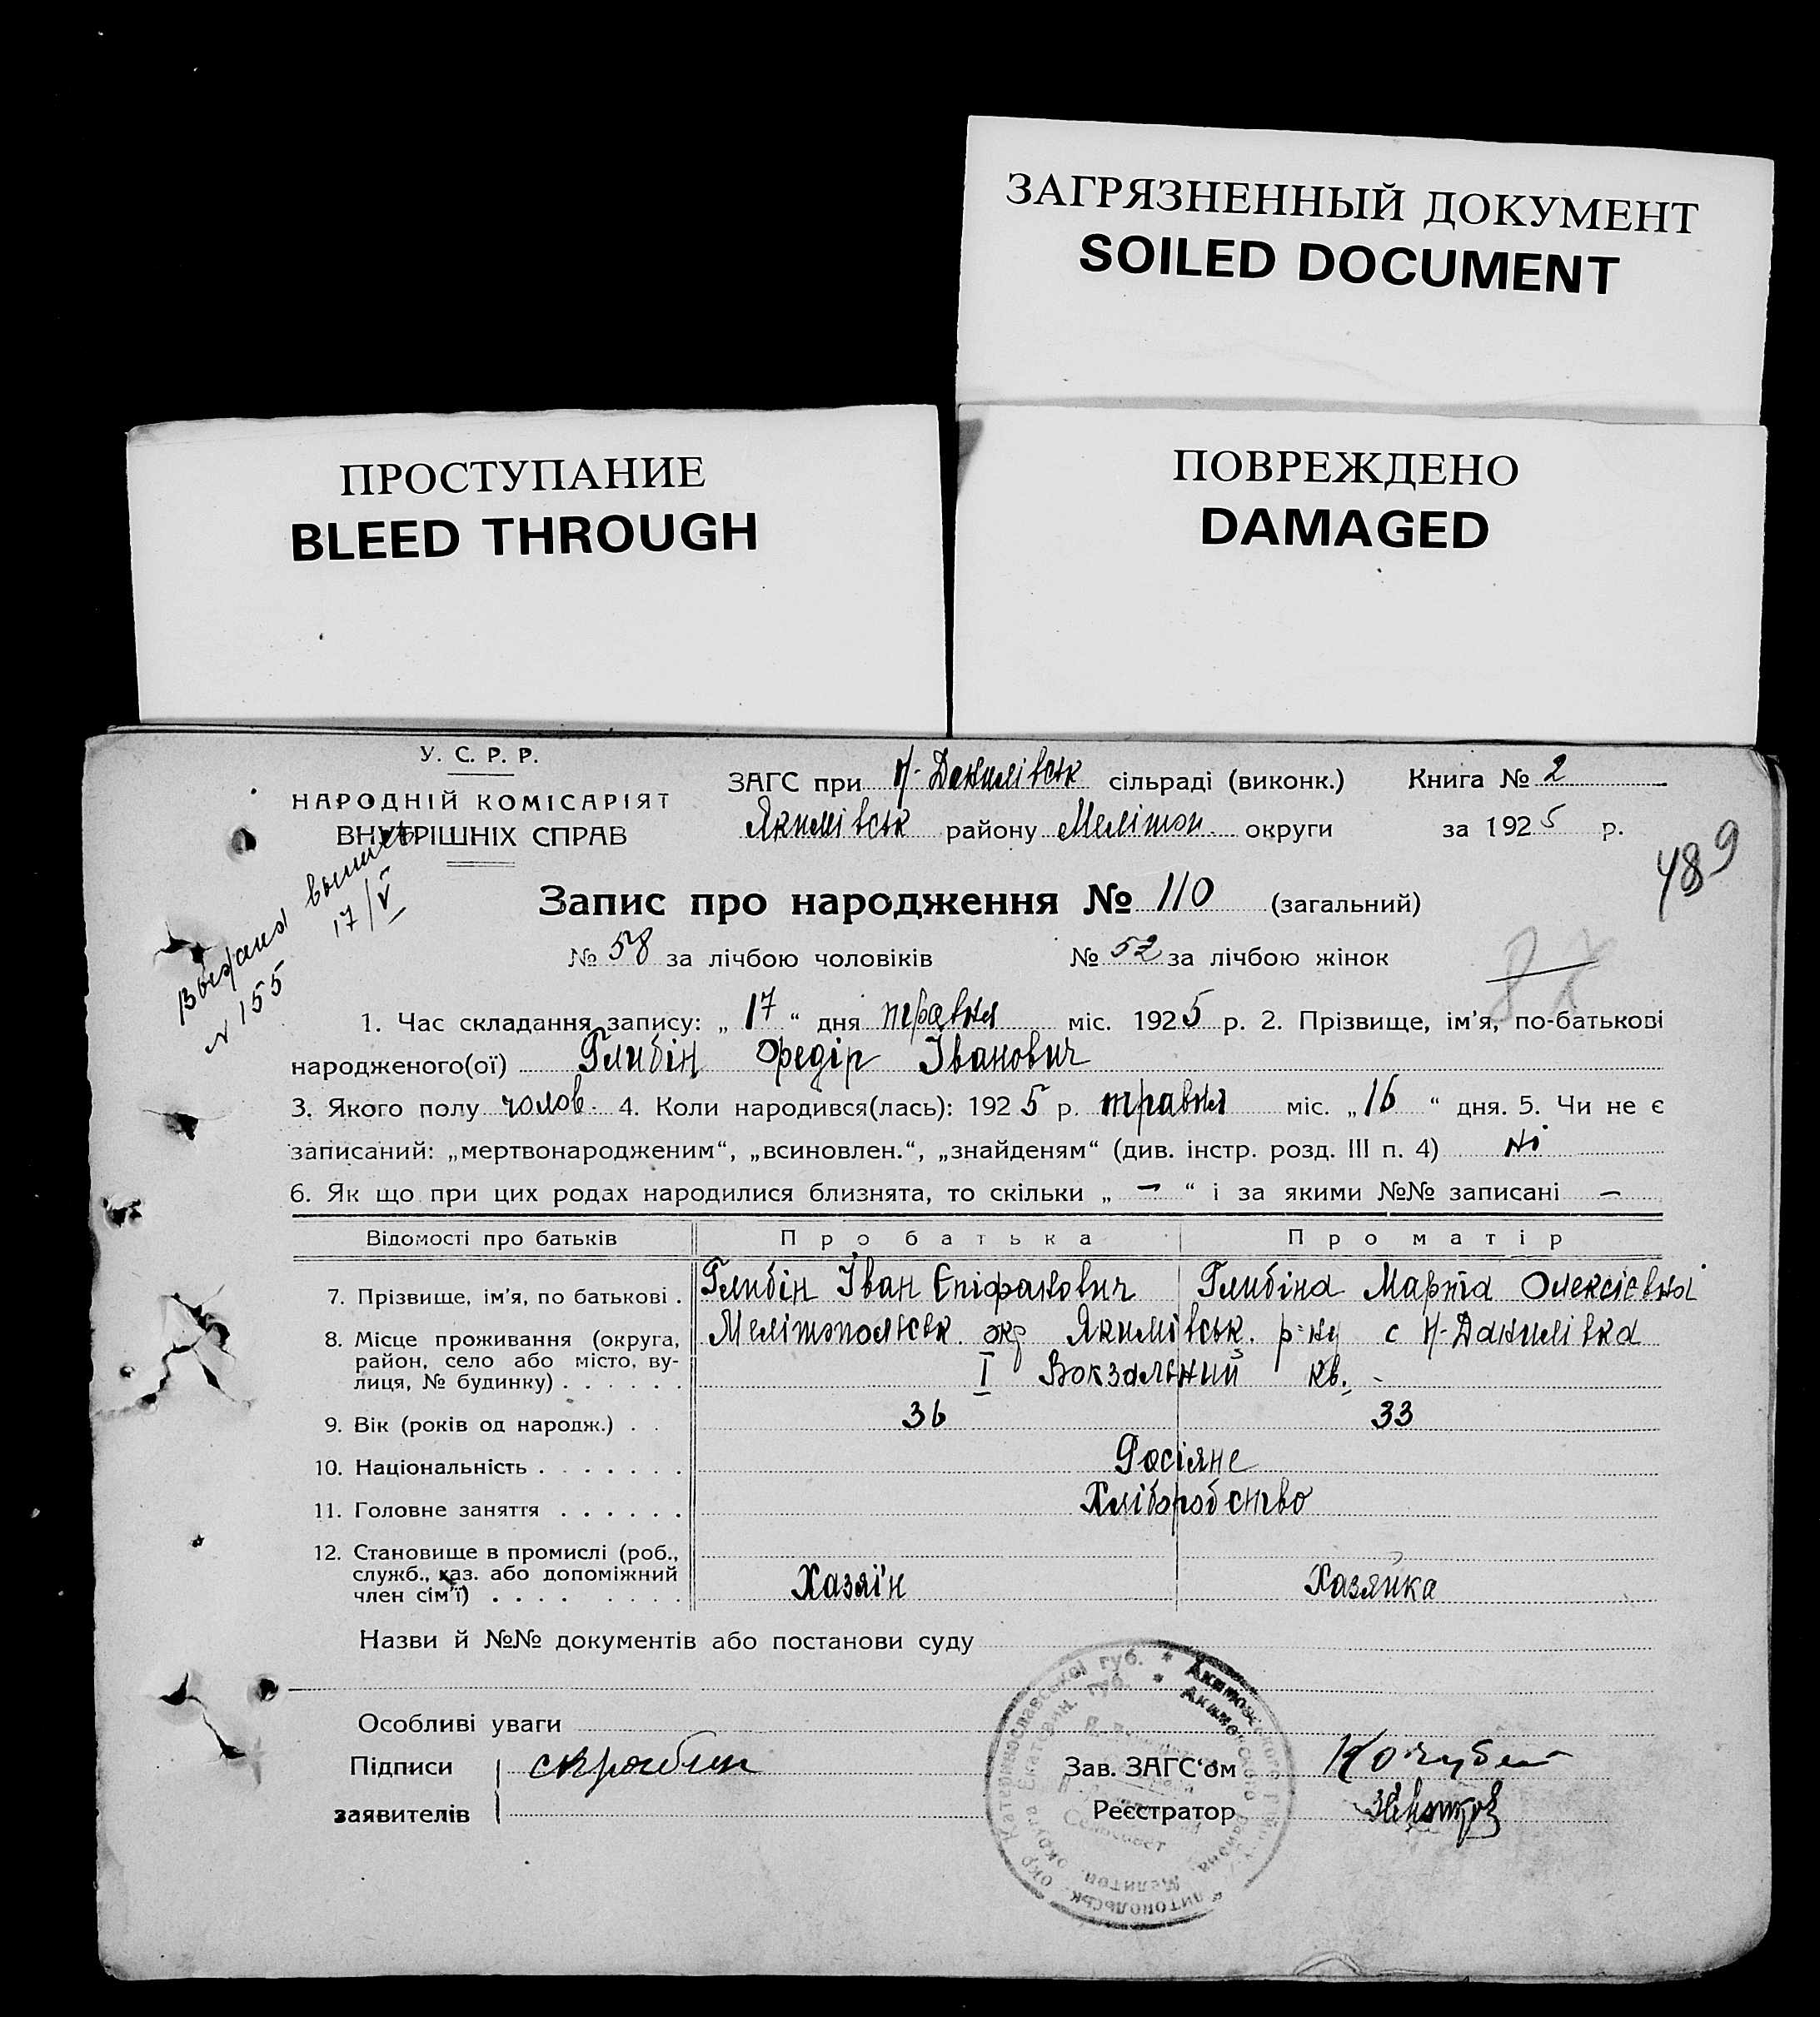 ЗАГРЯЗНЕННЫЙ ДОКУМЕНТ
SOILED DOCUMENT
ПРОСТУПАНИЕ
BLEED THROUGH
ПОВРЕЖДЕНО
DAMAGED
У. С. Р. Р.
НАРОДНІЙ КОМІСАРІЯТ
ВНУТРІШНІХ СПРАВ
ЗАГС при Н-Данилівськ сільраді (виконк.) Книга № 2
Якимівськ району Мелітоп. округи за 1925 р.
489
17/V
N 155
Запис про народження № 110 (загальний)
№ 58 за лічбою чоловіків № 52 за лічбою жінок
1. Час складання запису: „ 17 “ дня травня міс. 1925 р. 2. Прізвище, ім'я, по-батькові
народженого(ої) Глибін Федір Іванович
3. Якого полу чолов. 4. Коли народився(лась): 1925 р. травня міс. „ 16 “ дня. 5. Чи не є
записаний: „мертвонародженим“, „всиновлен.“, „знайденям“ (див. інстр. розд. III п. 4) ні
6. Як що при цих родах народилися близнята, то скільки „ — “ і за якими №№ записані —
Відомості про батьків Про батька Про матір
7. Прізвище, ім'я, по батькові . Глибін Іван Епіфанович Глибіна Марта Олексієвна
8. Місце проживання (округа, Мелітопольськ. окр Якимівськ. р-ну с Н-Данилівка
район, село або місто, ву-
лиця, № будинку) . . . . . . I Вокзальний кв.
9. Вік (років од народж.) . . 36 33
10. Національність . . . . . . . Росіяне
11. Головне заняття . . . . . . Хліборобство
12. Становище в промислі (роб.,
служб., хаз. або допоміжний
член сім'ї) . . . . . . . . Хазяїн Хазяйка
Назви й №№ документів або постанови суду
Особливі уваги
Підписи
заявителів
Зав. ЗАГС'ом Кочубей
Реєстратор